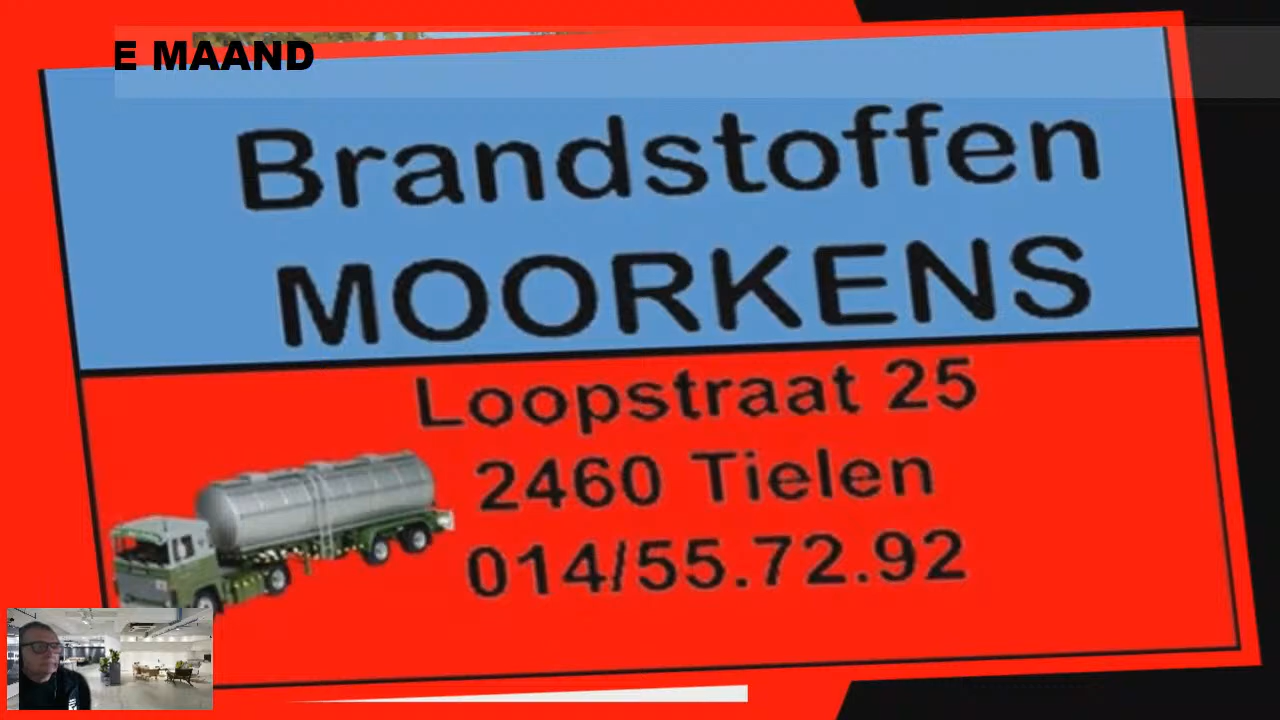 E MAAND
Brandstoffen
MOORKENS
Loopstraat 25
2460 Tielen
014/55.72.92